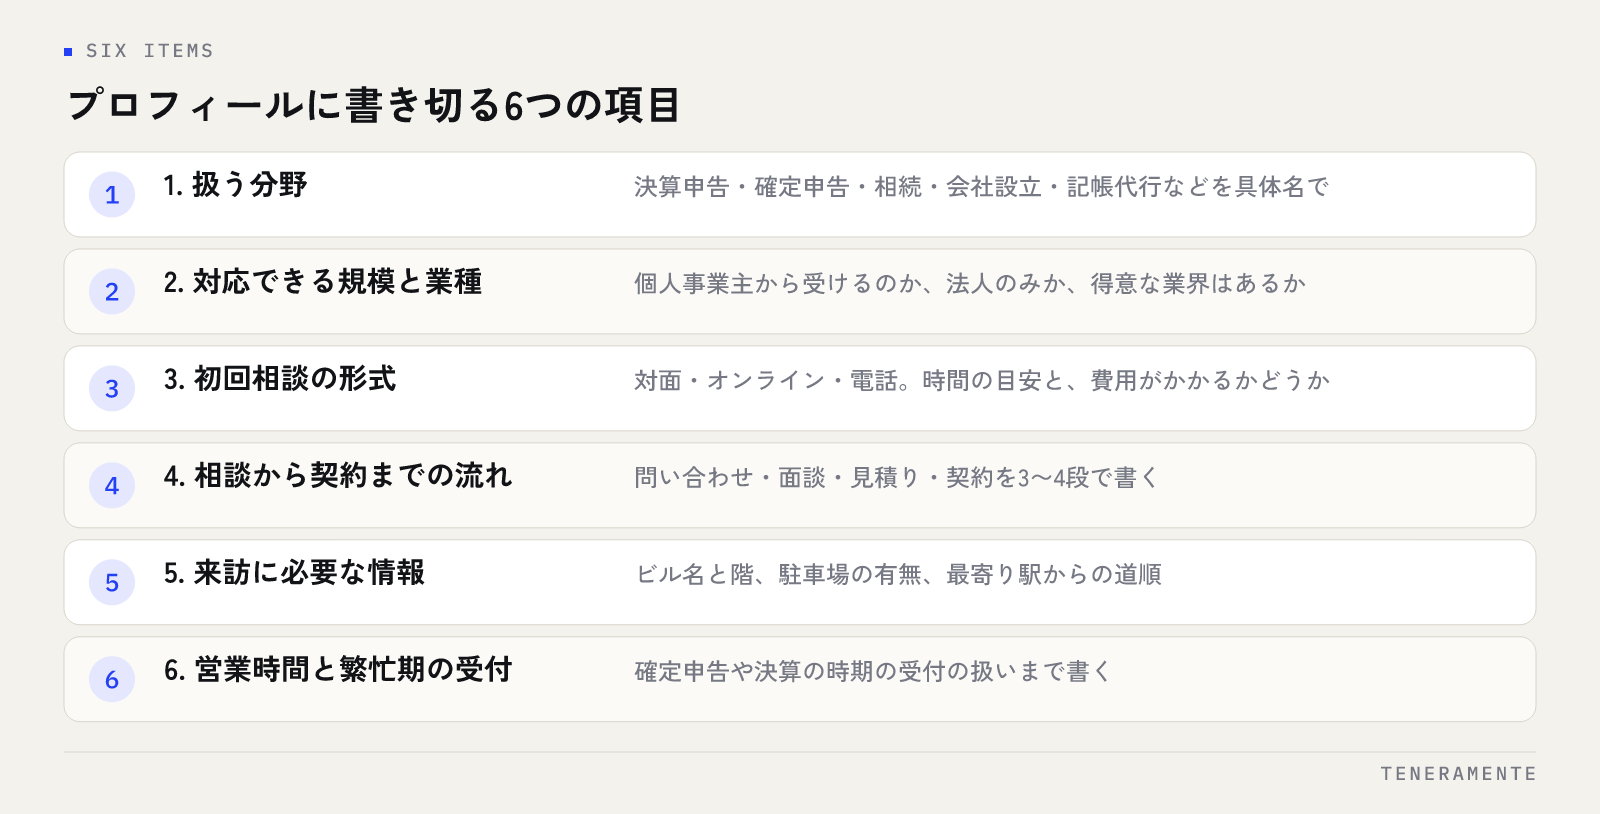 SIX ITEMS
プロフィールに書き切る6つの項目
1 1. 扱う分野 決算申告・確定申告・相続・会社設立・記帳代行などを具体名で
2 2. 対応できる規模と業種 個人事業主から受けるのか、法人のみか、得意な業界はあるか
3 3. 初回相談の形式 対面・オンライン・電話。時間の目安と、費用がかかるかどうか
4 4. 相談から契約までの流れ 問い合わせ・面談・見積り・契約を3〜4段で書く
5 5. 来訪に必要な情報 ビル名と階、駐車場の有無、最寄り駅からの道順
6 6. 営業時間と繁忙期の受付 確定申告や決算の時期の受付の扱いまで書く
TENERAMENTE